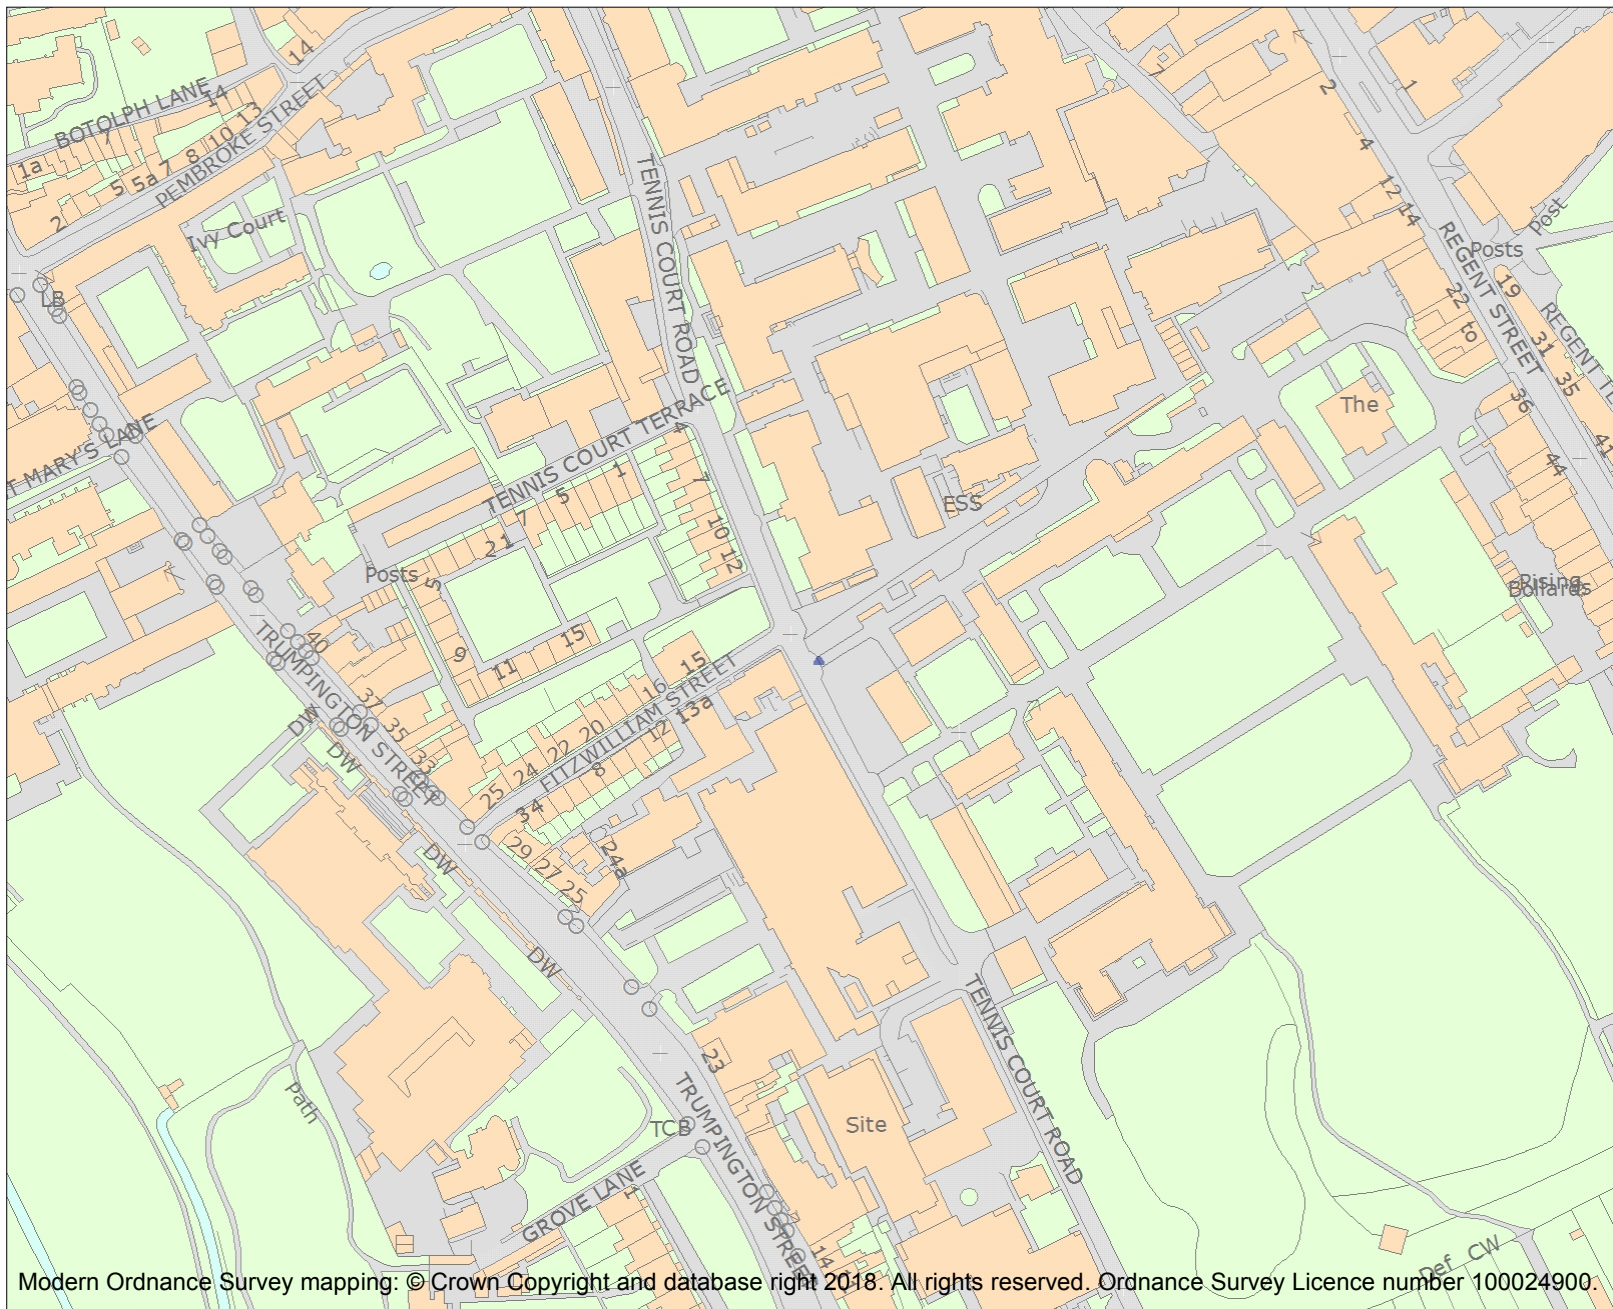 14
BOTOLPH LANE
14
1a
7
PEMBROKE STREET
13
10
8
7
5a
5
2
Ivy Court
LB
TENNIS COURT ROAD
7
2
1
4
12
14
REGENT STREET
post
Posts
19
22
to
31
35
41
36
44
The
T MARY'S LANE
TENNIS COURT TERRACE
4
1
5
7
7
10
12
1
2
5
Posts
9
11
15
ESS
Rising
Bollards
TRUMPINGTON STREET
40
37
35
33
DW
DW
DW
DW
FITZWILLIAM STREET
15
16
13a
12
20
22
24
25
8
34
29
27
25
24a
TENNIS COURT ROAD
23
Site
Path
TCB
GROVE LANE
1
TRUMPINGTON STREET
14
Def
CW
Modern Ordnance Survey mapping: © Crown Copyright and database right 2018. All rights reserved. Ordnance Survey Licence number 100024900.